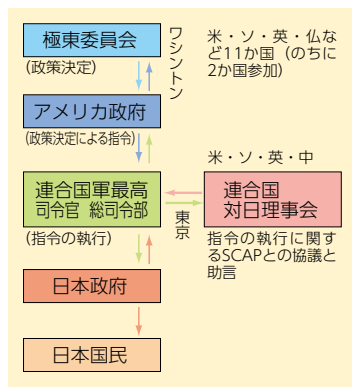 極東委員会
(政策決定)
ワシントン
米・ソ・英・仏な
ど11か国（のちに
2か国参加）
アメリカ政府
(政策決定による指令)
米・ソ・英・中
連合国軍最高
司令官 総司令部
(指令の執行)
東京
連合国
対日理事会
指令の執行に関す
るSCAPとの協議と
助言
日本政府
日本国民